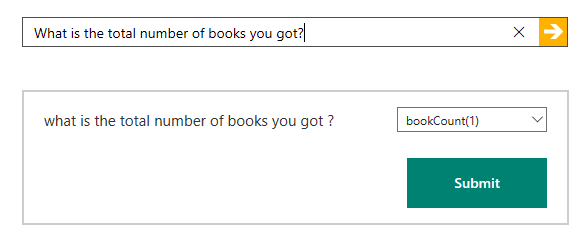 What is the total number of books you got?
what is the total number of books you got ?
bookCount(1)
Submit